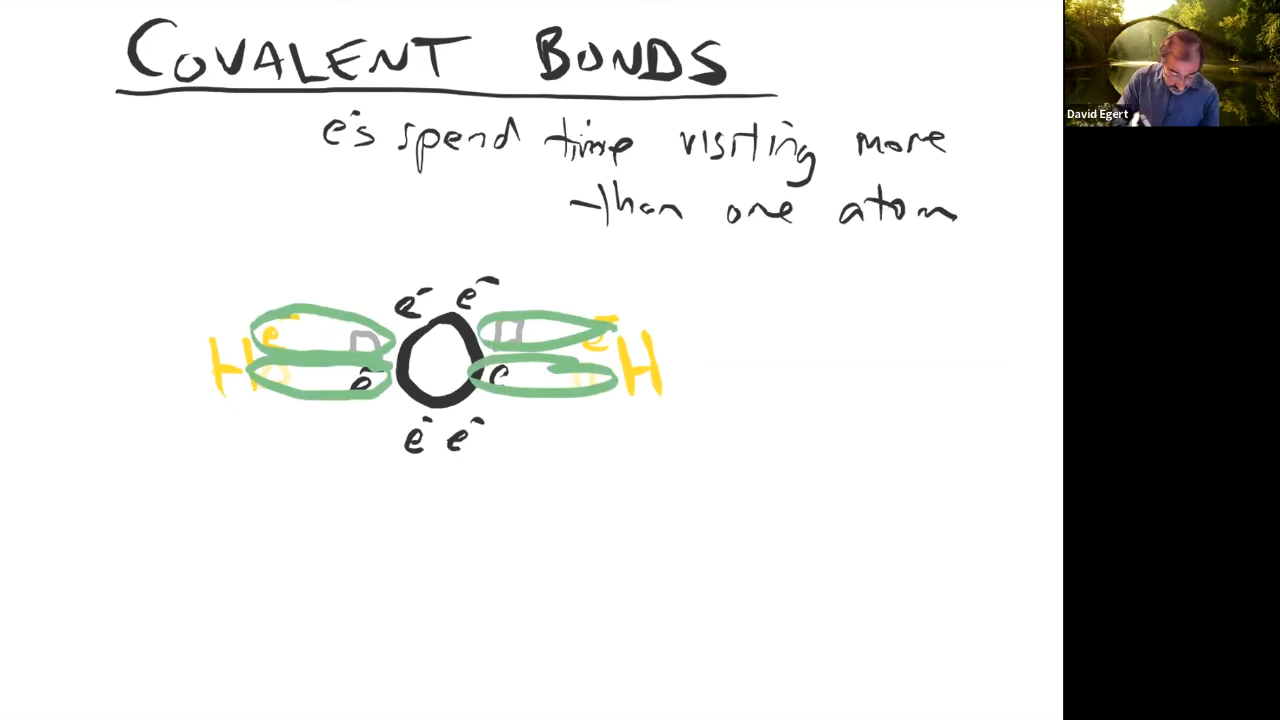 COVALENT BONDS
e⁻'s spend time visiting more
than one atom
e⁻ e⁻
H e⁻ e⁻ H
e⁻ O e
e⁻ e⁻
David Egert